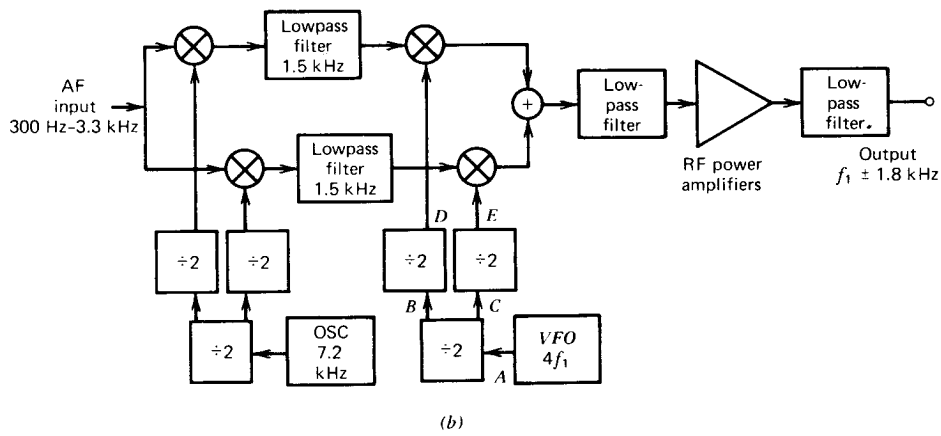 AF
input
300 Hz–3.3 kHz
Lowpass
filter
1.5 kHz
Lowpass
filter
1.5 kHz
+
Low-
pass
filter
RF power
amplifiers
Low-
pass
filter.
Output
f₁ ± 1.8 kHz
D
E
÷2
÷2
÷2
÷2
B
C
÷2
OSC
7.2
kHz
÷2
A
VFO
4f₁
(b)